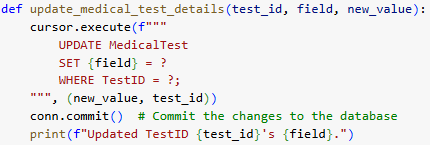 def update_medical_test_details(test_id, field, new_value):
    cursor.execute(f"""
        UPDATE MedicalTest
        SET {field} = ?
        WHERE TestID = ?;
    """, (new_value, test_id))
    conn.commit()  # Commit the changes to the database
    print(f"Updated TestID {test_id}'s {field}.")